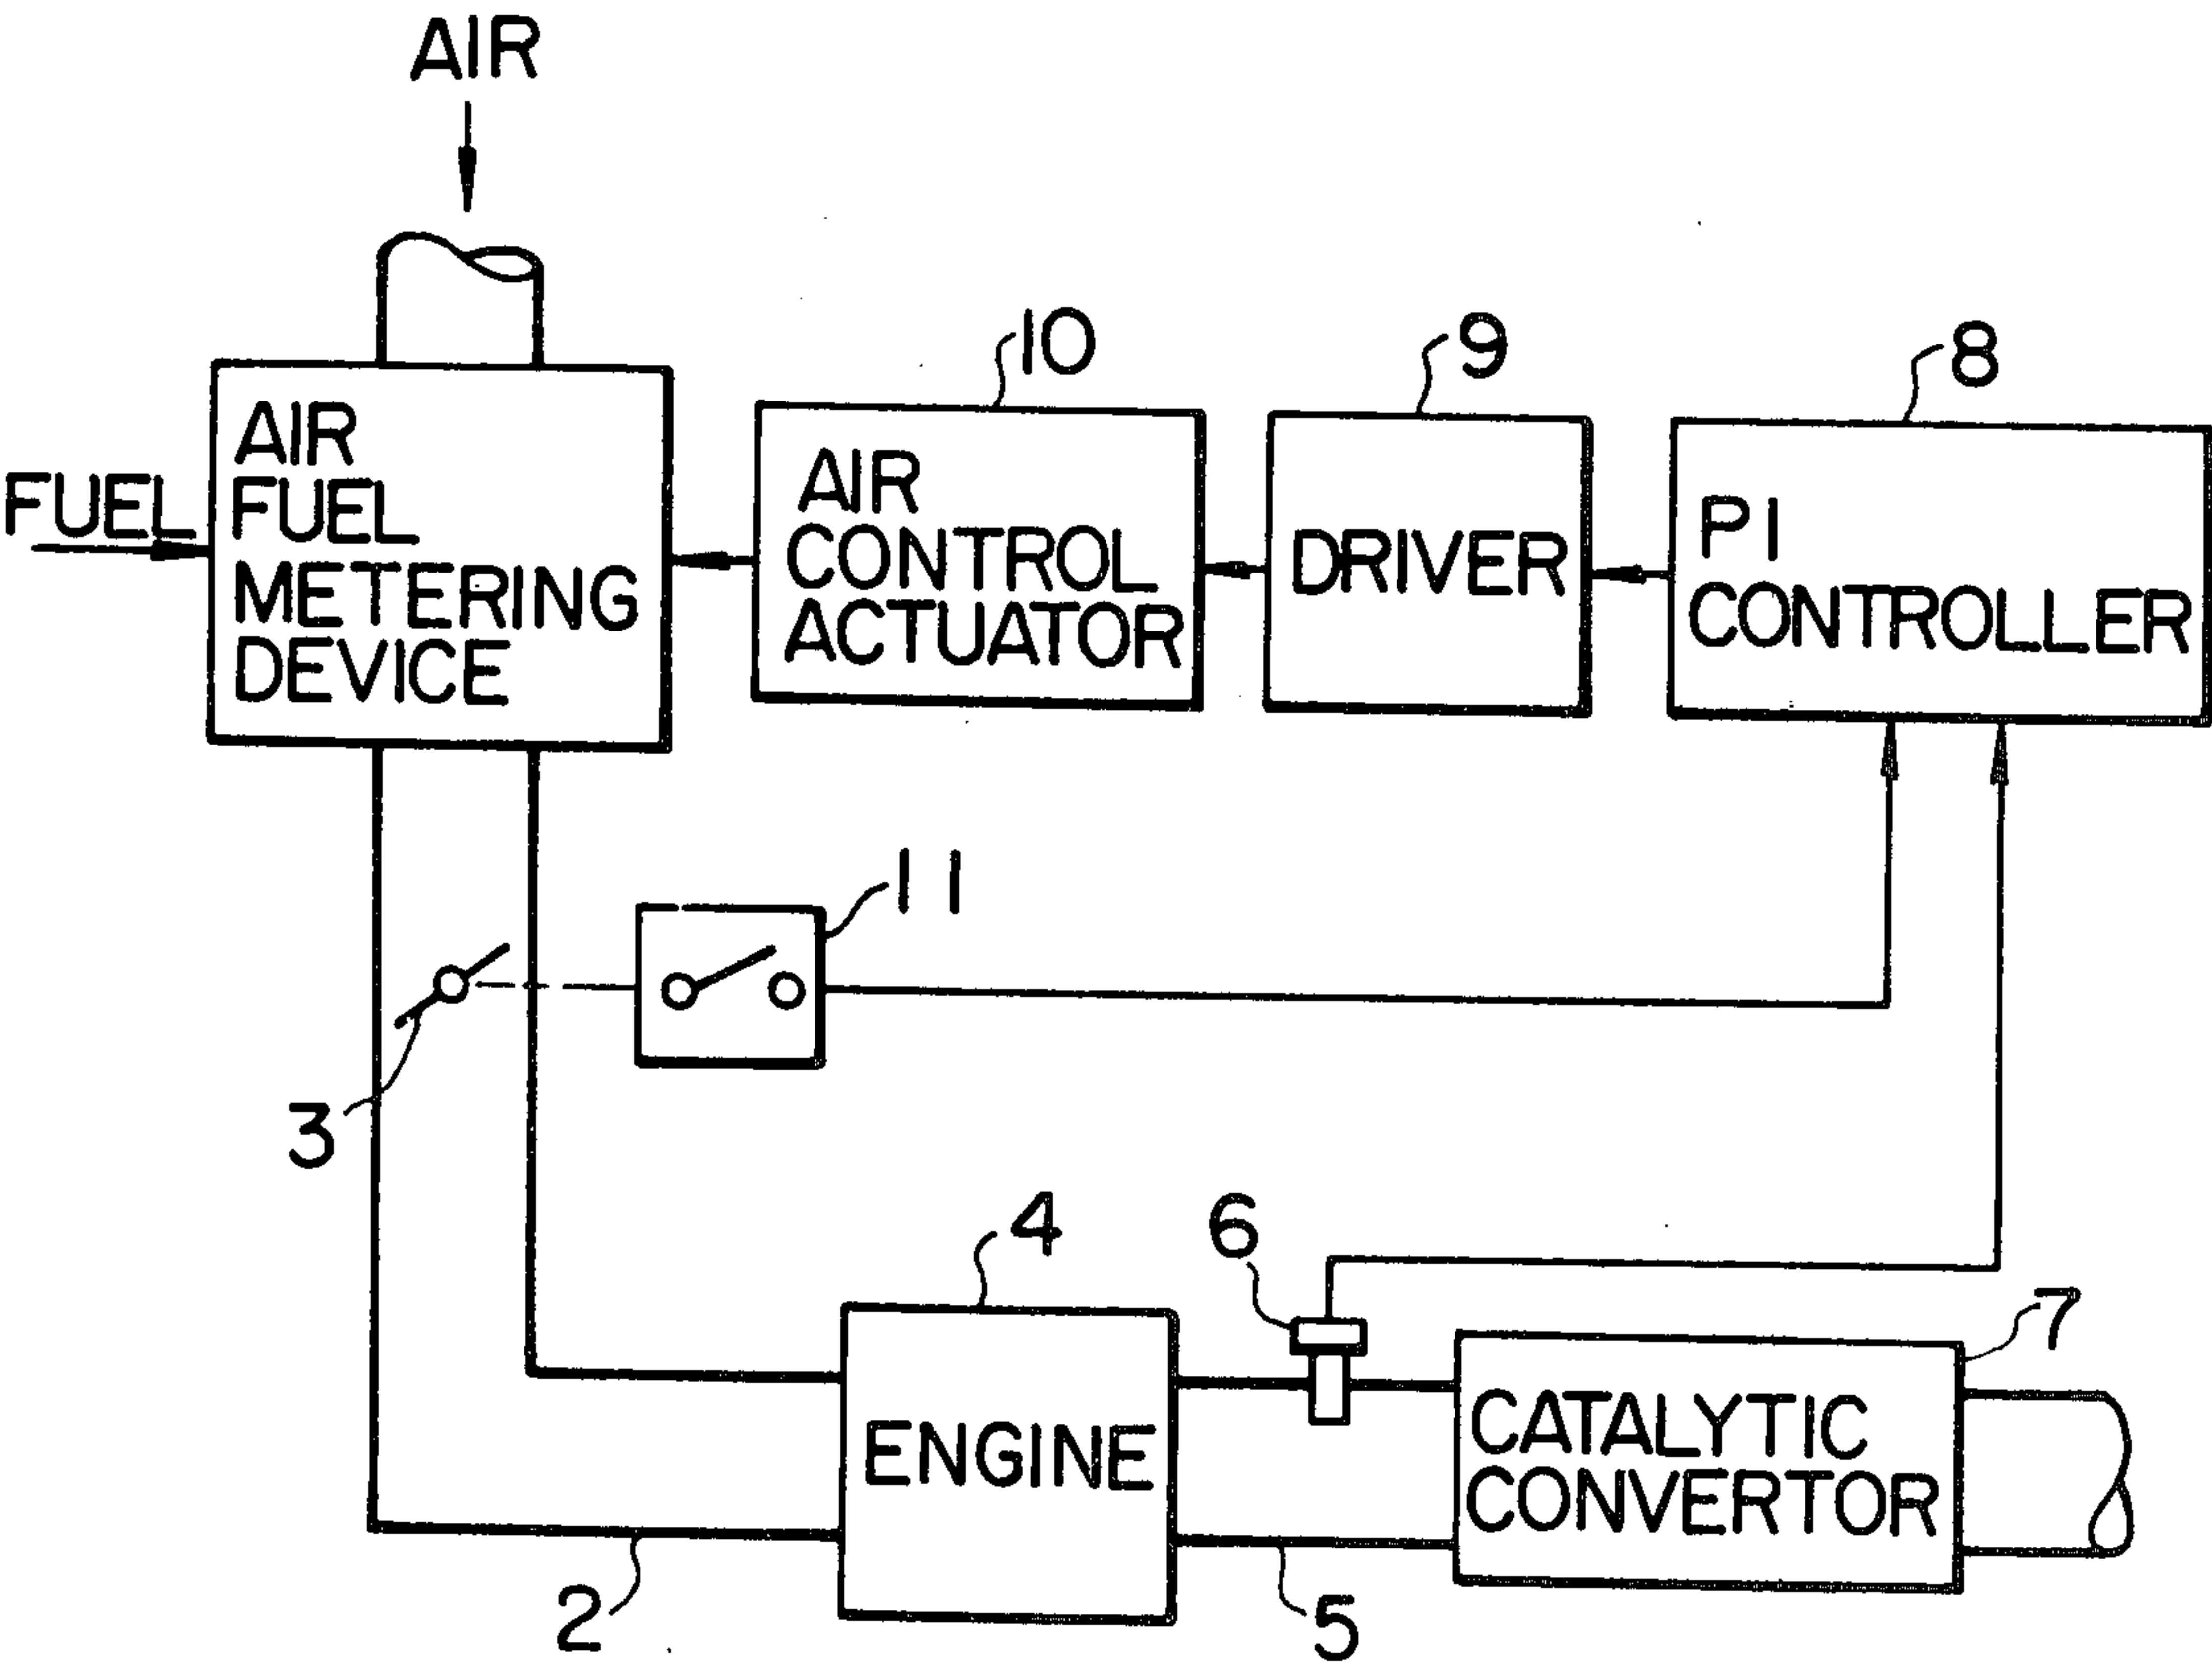 AIR
10
9
8
AIR
FUEL
METERING
DEVICE
FUEL
AIR
CONTROL
ACTUATOR
DRIVER
PI
CONTROLLER
11
3
4
6
7
ENGINE
CATALYTIC
CONVERTOR
2
5